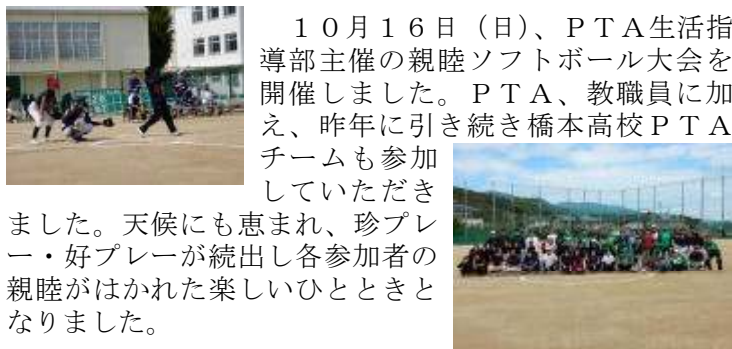 １０月１６日（日）、ＰＴＡ生活指
導部主催の親睦ソフトボール大会を
開催しました。ＰＴＡ、教職員に加
え、昨年に引き続き橋本高校ＰＴＡ
チームも参加
していただき
ました。天候にも恵まれ、珍プレ
ー・好プレーが続出し各参加者の
親睦がはかれた楽しいひとときと
なりました。